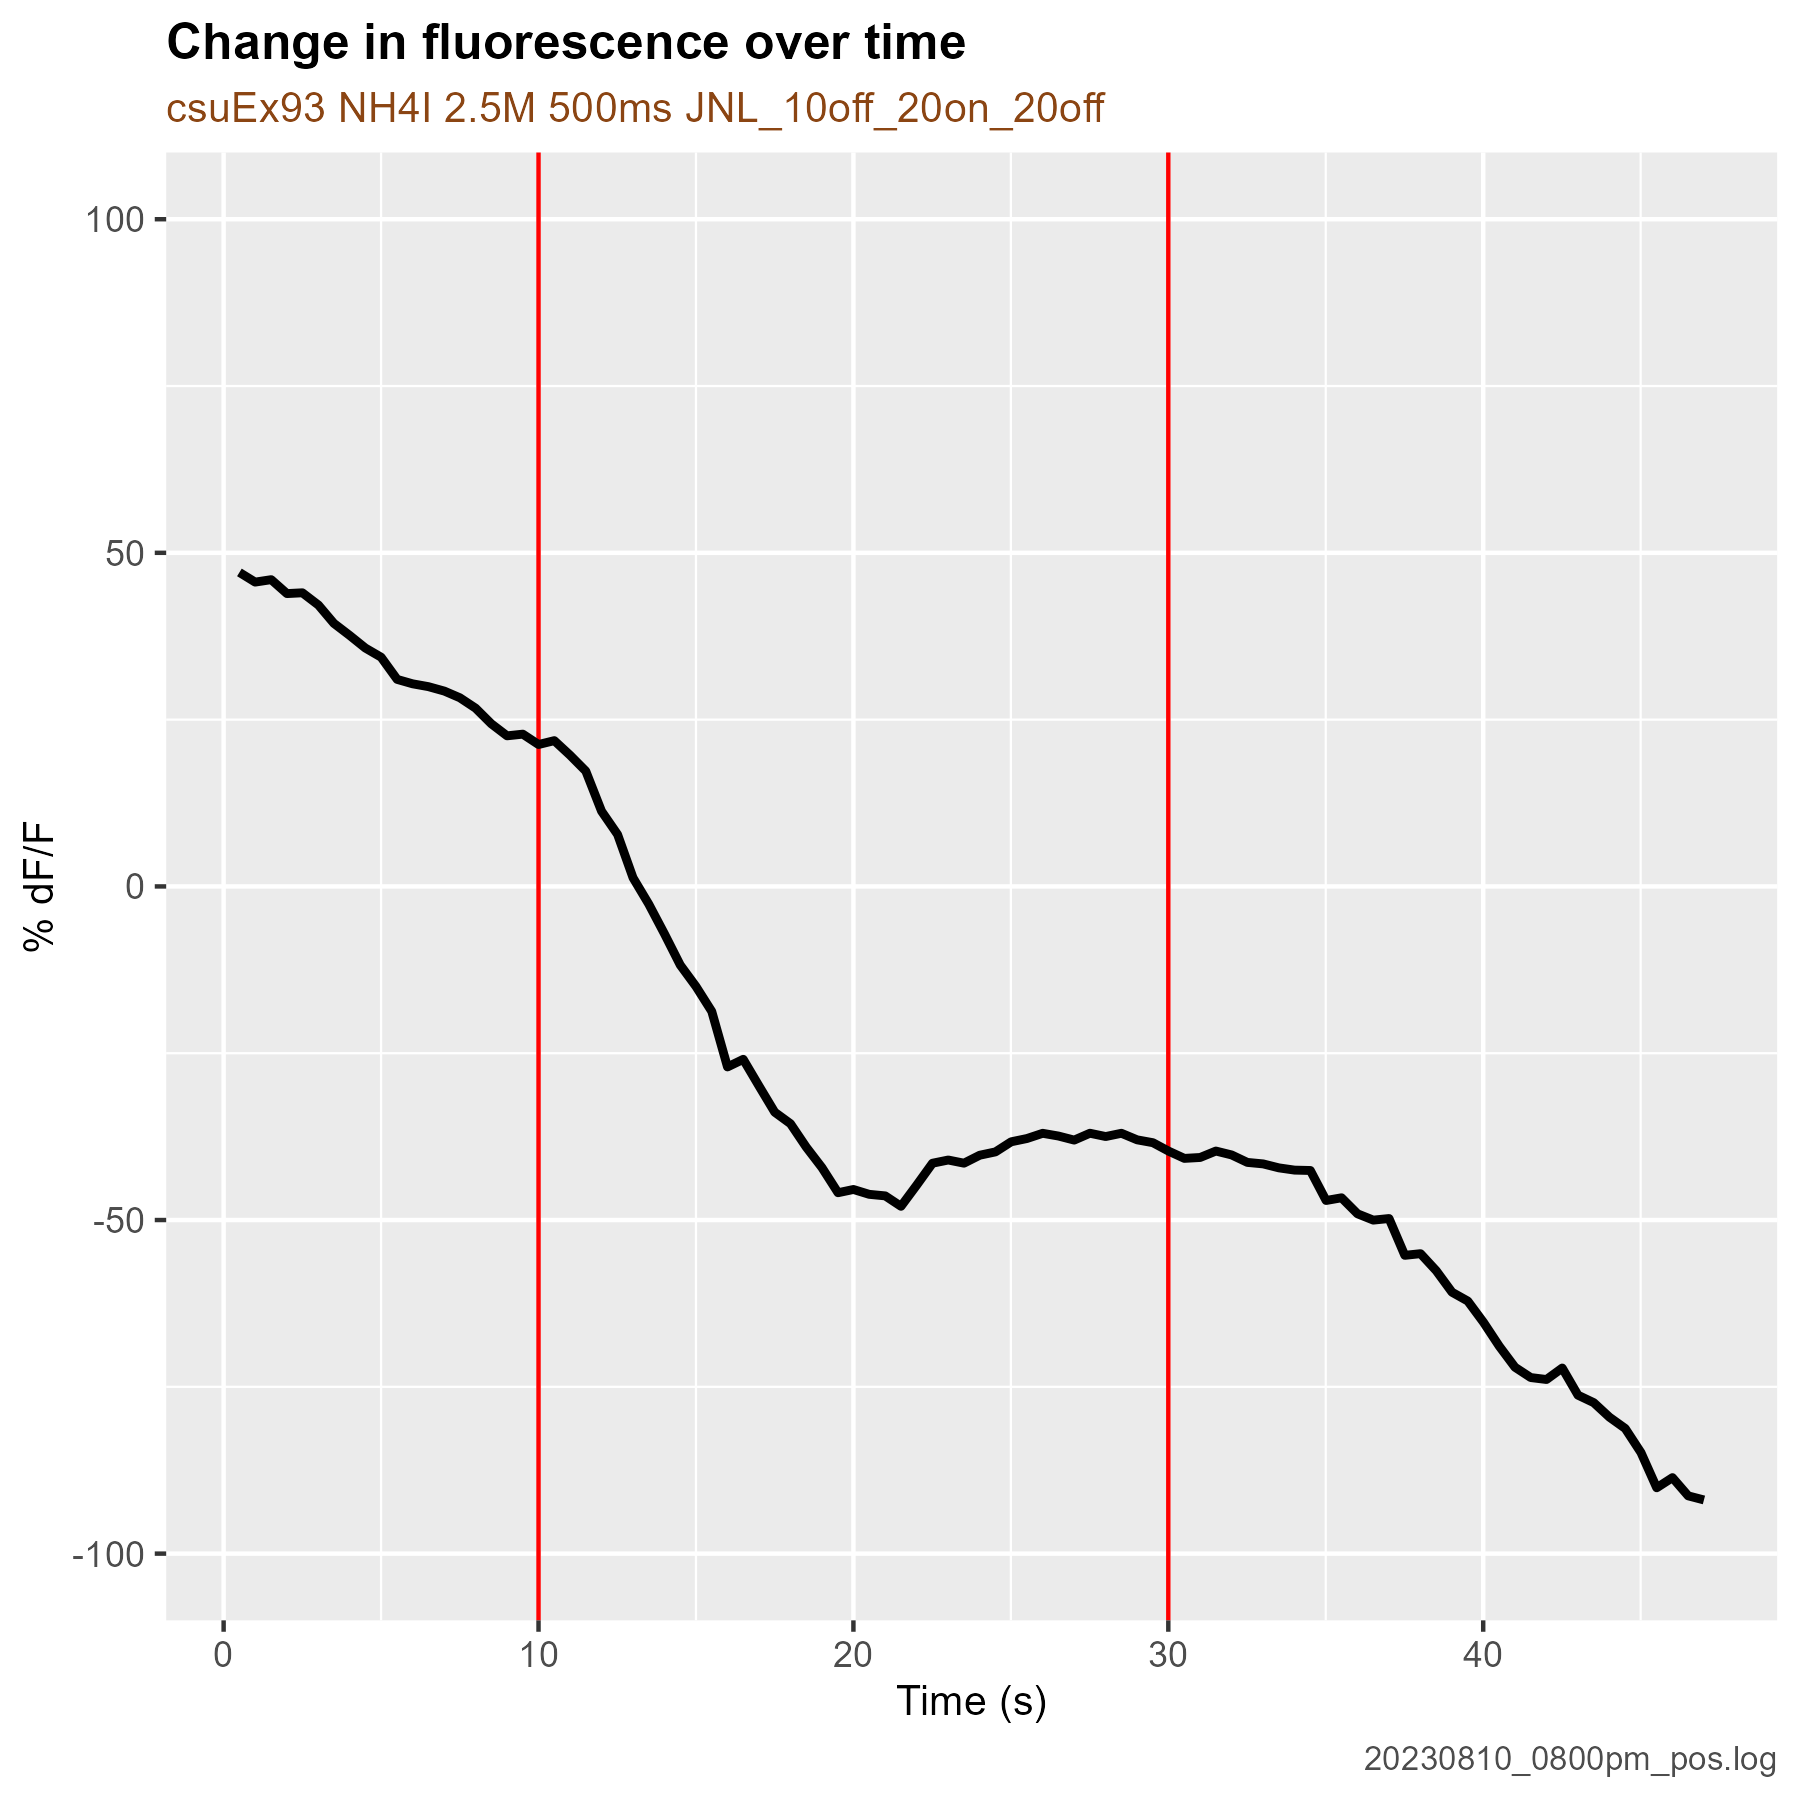 Change in fluorescence over time
csuEx93 NH4I 2.5M 500ms JNL_10off_20on_20off
100
50
0
-50
-100
% dF/F
0 10 20 30 40
Time (s)
20230810_0800pm_pos.log